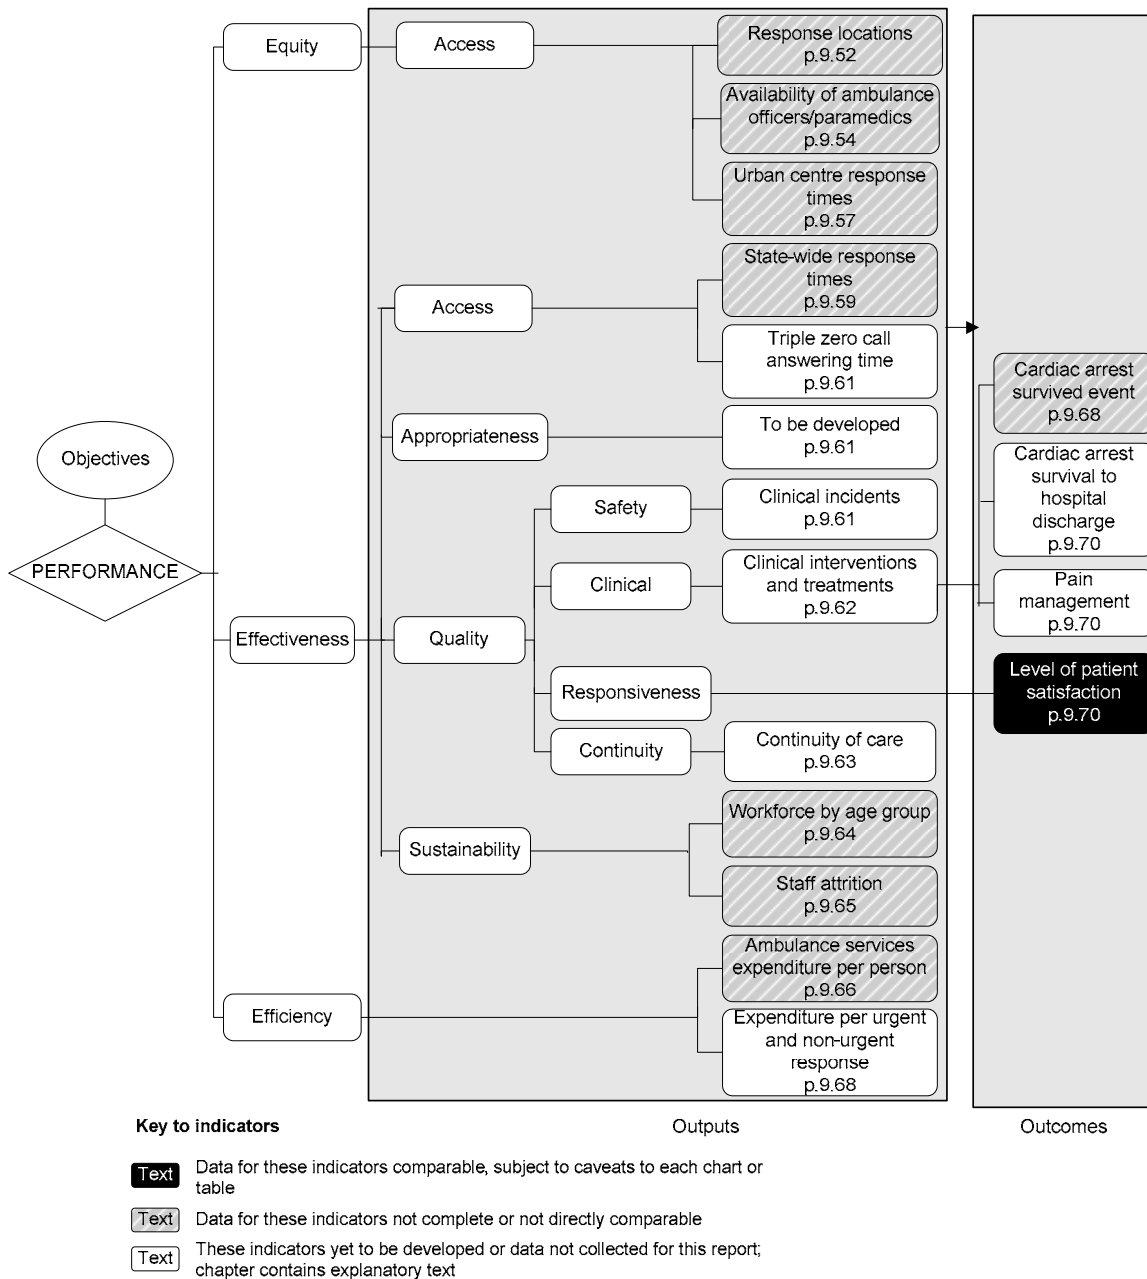 Equity
Access
Response locations
p.9.52
Availability of ambulance
officers/paramedics
p.9.54
Urban centre response
times
p.9.57
State-wide response
times
p.9.59
Access
Triple zero call
answering time
p.9.61
Cardiac arrest
survived event
p.9.68
Appropriateness
To be developed
p.9.61
Objectives
Cardiac arrest
survival to
hospital
discharge
p.9.70
Safety
Clinical incidents
p.9.61
PERFORMANCE
Clinical
Clinical interventions
and treatments
p.9.62
Pain
management
p.9.70
Effectiveness
Quality
Responsiveness
Level of patient
satisfaction
p.9.70
Continuity
Continuity of care
p.9.63
Sustainability
Workforce by age group
p.9.64
Staff attrition
p.9.65
Efficiency
Ambulance services
expenditure per person
p.9.66
Expenditure per urgent
and non-urgent
response
p.9.68
Key to indicators
Outputs
Outcomes
Text
Data for these indicators comparable, subject to caveats to each chart or
table
Text
Data for these indicators not complete or not directly comparable
Text
These indicators yet to be developed or data not collected for this report;
chapter contains explanatory text